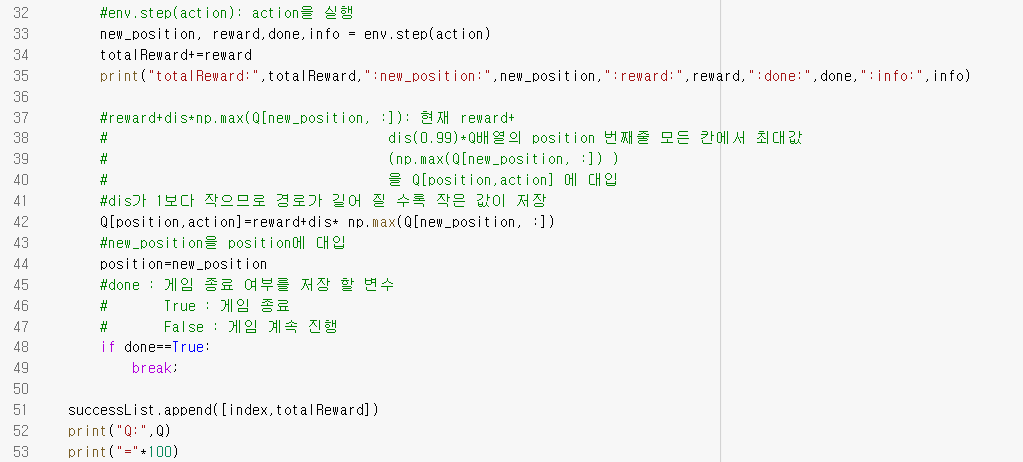 32 #env.step(action): action을 실행
33 new_position, reward,done,info = env.step(action)
34 totalReward+=reward
35 print("totalReward:",totalReward,":new_position:",new_position,":reward:",reward,":done:",done,":info:",info)
36
37 #reward+dis*np.max(Q[new_position, :]): 현재 reward+
38 # dis(0.99)*Q배열의 position 번째줄 모든 칸에서 최대값
39 # (np.max(Q[new_position, :]) )
40 # 을 Q[position,action] 에 대입
41 #dis가 1보다 작으므로 경로가 길어 질 수록 작은 값이 저장
42 Q[position,action]=reward+dis* np.max(Q[new_position, :])
43 #new_position을 position에 대입
44 position=new_position
45 #done : 게임 종료 여부를 저장 할 변수
46 # True : 게임 종료
47 # False : 게임 계속 진행
48 if done==True:
49 break;
50
51 successList.append([index,totalReward])
52 print("Q:",Q)
53 print("="*100)